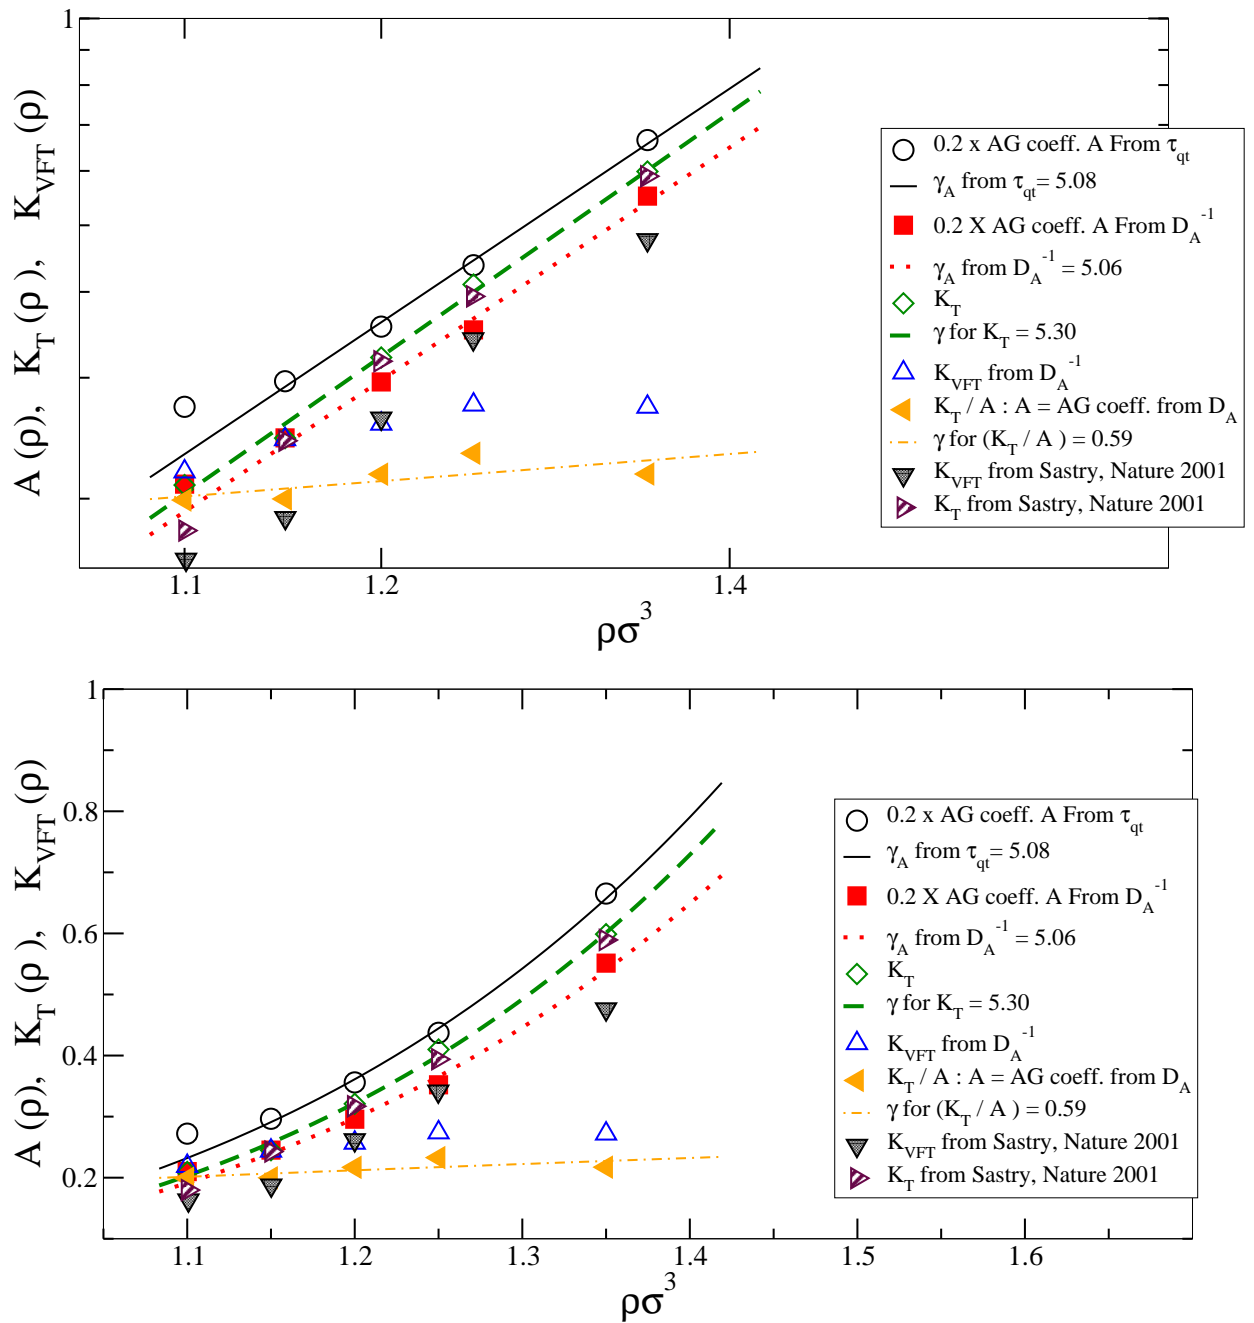 1
A (ρ), K_T (ρ), K_VFT (ρ)
0.2 x AG coeff. A From τ_qt
γ_A from τ_qt = 5.08
0.2 X AG coeff. A From D_A^-1
γ_A from D_A^-1 = 5.06
K_T
γ for K_T = 5.30
K_VFT from D_A^-1
K_T / A : A = AG coeff. from D_A
γ for (K_T / A ) = 0.59
K_VFT from Sastry, Nature 2001
K_T from Sastry, Nature 2001
1.1 1.2 1.4
ρσ^3
1
0.8
0.6
0.4
0.2
A (ρ), K_T (ρ), K_VFT (ρ)
0.2 x AG coeff. A From τ_qt
γ_A from τ_qt = 5.08
0.2 X AG coeff. A From D_A^-1
γ_A from D_A^-1 = 5.06
K_T
γ for K_T = 5.30
K_VFT from D_A^-1
K_T / A : A = AG coeff. from D_A
γ for (K_T / A ) = 0.59
K_VFT from Sastry, Nature 2001
K_T from Sastry, Nature 2001
1.1 1.2 1.3 1.4 1.5 1.6
ρσ^3